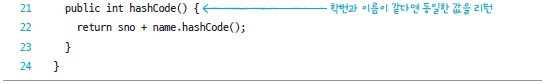 21 public int hashCode() { 학번과 이름이 같다면 동일한 값을 리턴
22 return sno + name.hashCode();
23 }
24 }